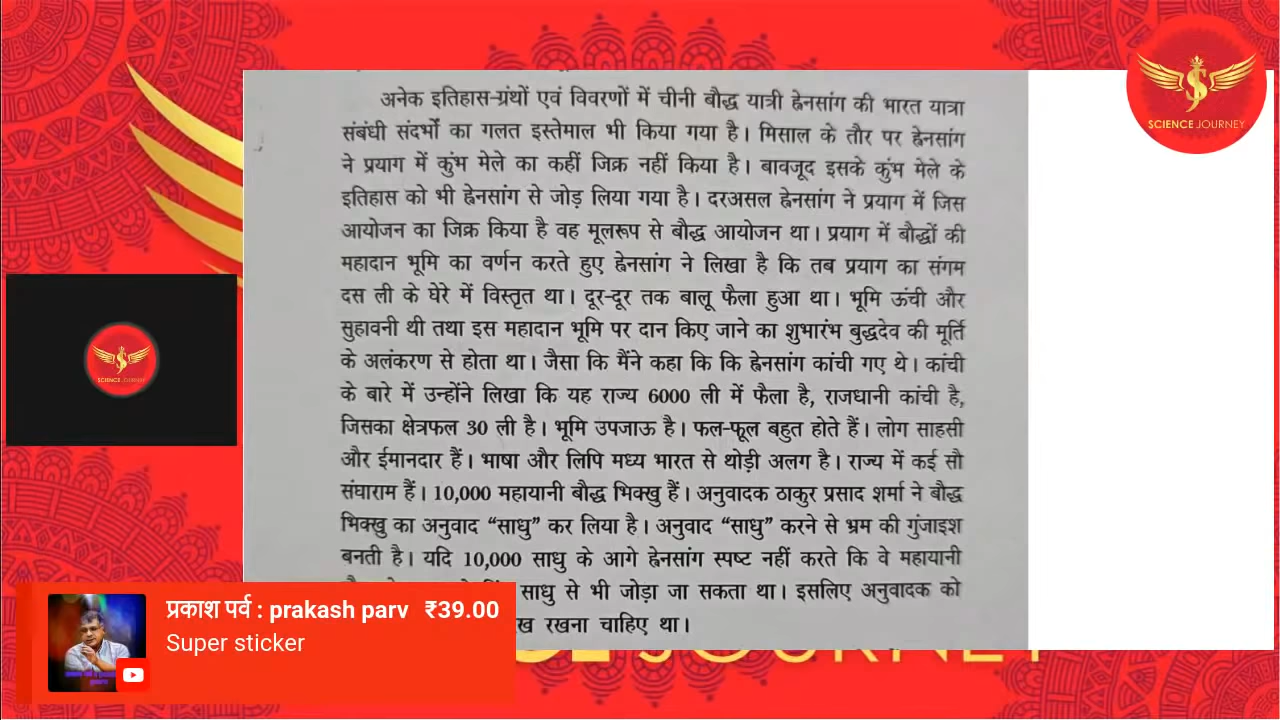 SCIENCE JOURNEY
अनेक इतिहास-ग्रंथों एवं विवरणों में चीनी बौद्ध यात्री ह्वेनसांग की भारत यात्रा
संबंधी संदर्भों का गलत इस्तेमाल भी किया गया है। मिसाल के तौर पर ह्वेनसांग
ने प्रयाग में कुंभ मेले का कहीं जिक्र नहीं किया है। बावजूद इसके कुंभ मेले के
इतिहास को भी ह्वेनसांग से जोड़ लिया गया है। दरअसल ह्वेनसांग ने प्रयाग में जिस
आयोजन का जिक्र किया है वह मूलरूप से बौद्ध आयोजन था। प्रयाग में बौद्धों की
महादान भूमि का वर्णन करते हुए ह्वेनसांग ने लिखा है कि तब प्रयाग का संगम
दस ली के घेरे में विस्तृत था। दूर-दूर तक बालू फैला हुआ था। भूमि ऊंची और
सुहावनी थी तथा इस महादान भूमि पर दान किए जाने का शुभारंभ बुद्धदेव की मूर्ति
के अलंकरण से होता था। जैसा कि मैंने कहा कि कि ह्वेनसांग कांची गए थे। कांची
के बारे में उन्होंने लिखा कि यह राज्य 6000 ली में फैला है, राजधानी कांची है,
जिसका क्षेत्रफल 30 ली है। भूमि उपजाऊ है। फल-फूल बहुत होते हैं। लोग साहसी
और ईमानदार हैं। भाषा और लिपि मध्य भारत से थोड़ी अलग है। राज्य में कई सौ
संघाराम हैं। 10,000 महायानी बौद्ध भिक्खु हैं। अनुवादक ठाकुर प्रसाद शर्मा ने बौद्ध
भिक्खु का अनुवाद “साधु” कर लिया है। अनुवाद “साधु” करने से भ्रम की गुंजाइश
बनती है। यदि 10,000 साधु के आगे ह्वेनसांग स्पष्ट नहीं करते कि वे महायानी
साधु से भी जोड़ा जा सकता था। इसलिए अनुवादक को
रखना चाहिए था।
SCIENCE JOURNEY
प्रकाश पर्व : prakash parv ₹39.00
Super sticker
JOURNEY